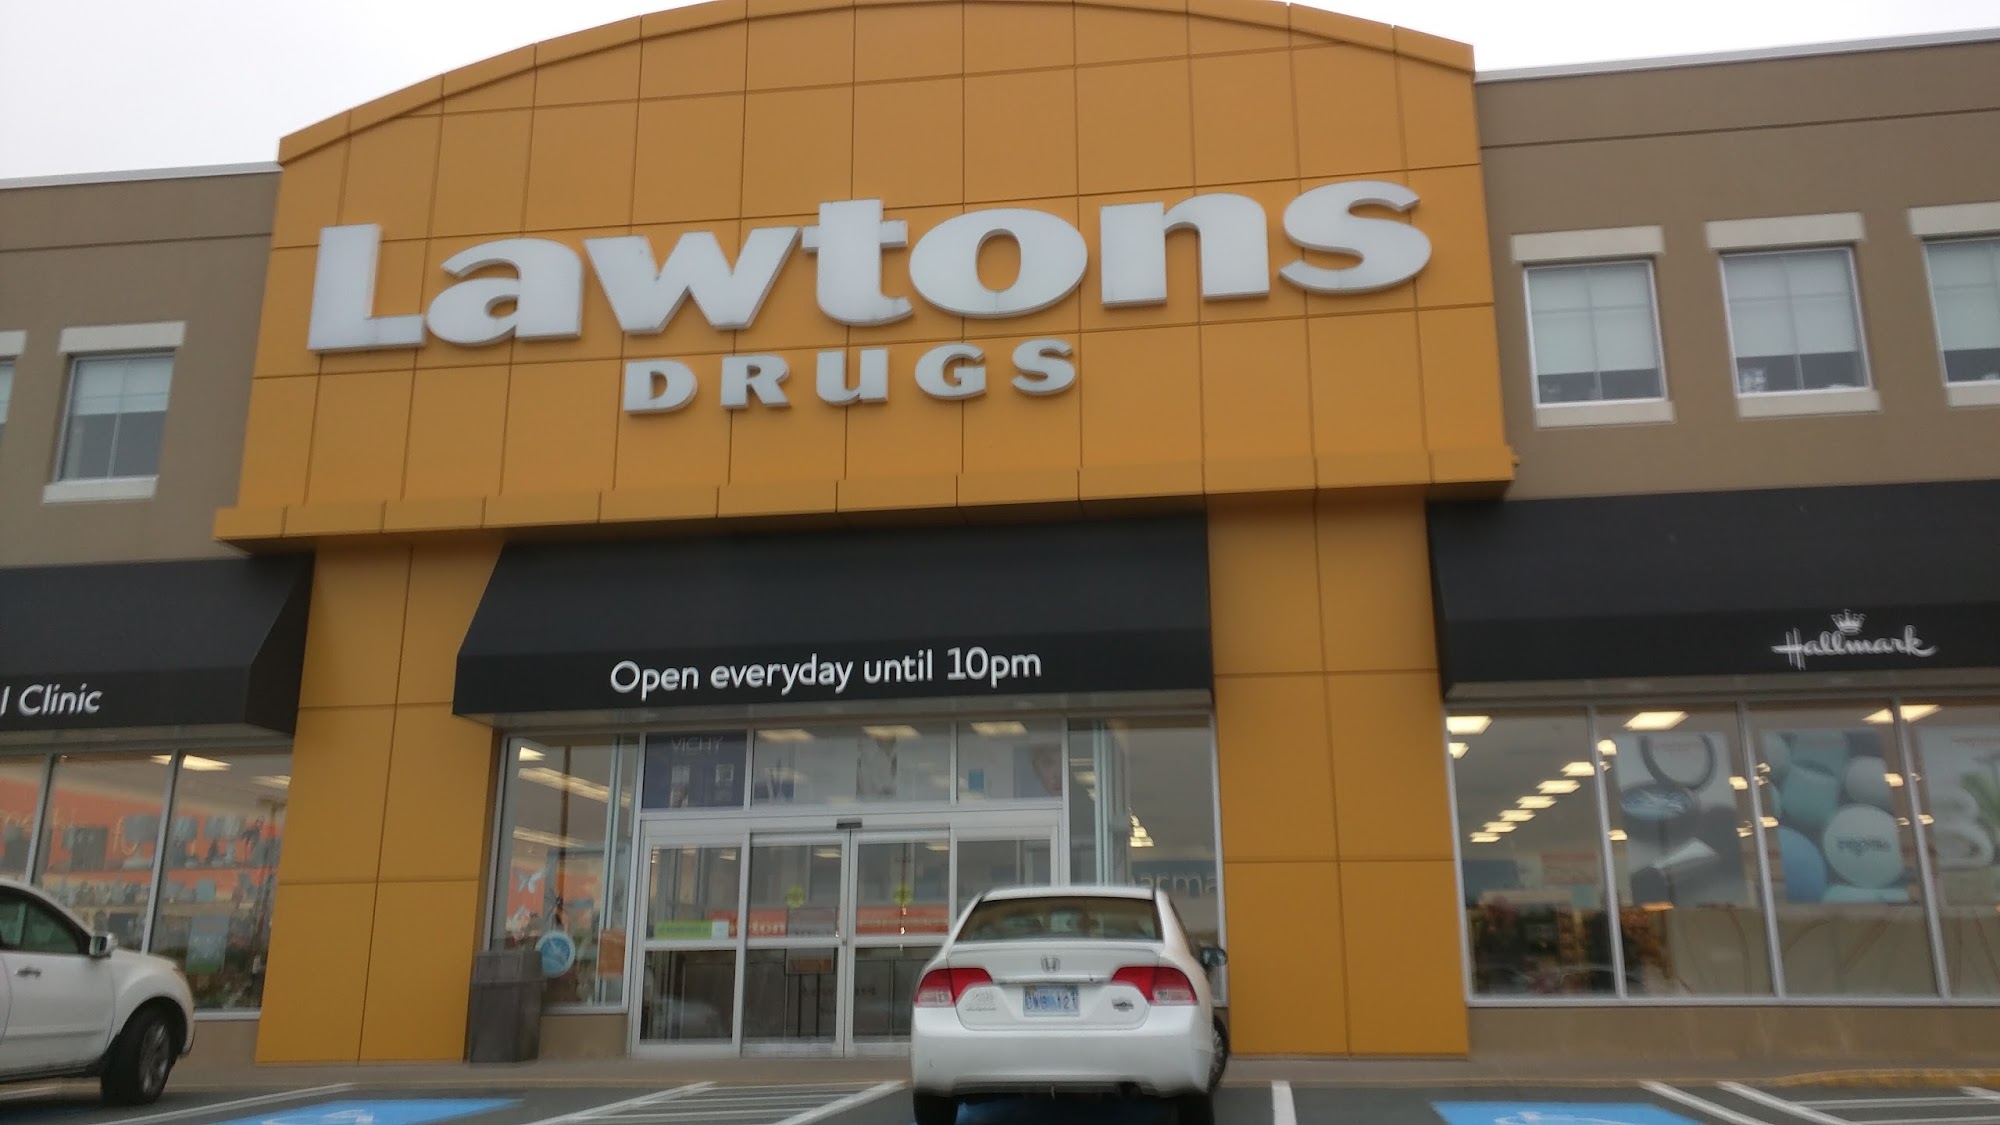 Lawtons
DRUGS
Open everyday until 10pm
l Clinic
Hallmark
VICHY